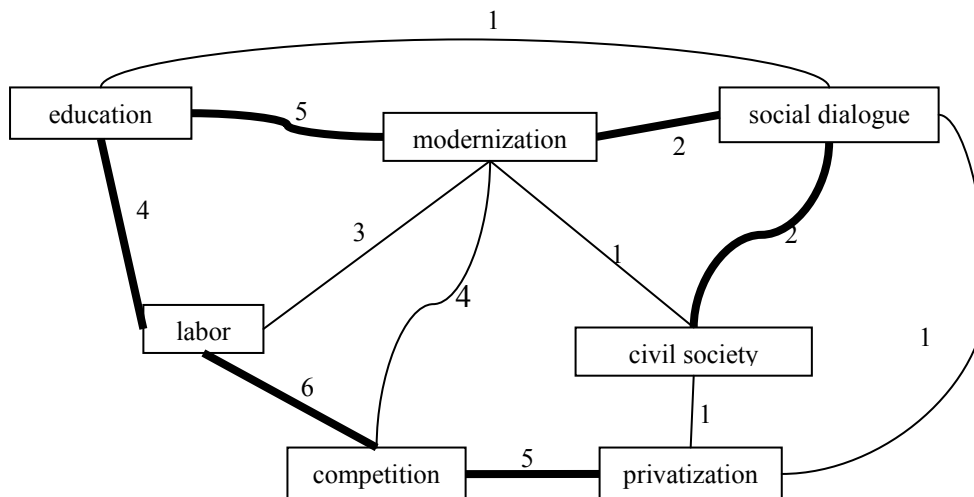 1
education
5
modernization
2
social dialogue
4
3
4
1
2
labor
civil society
1
6
1
competition
5
privatization